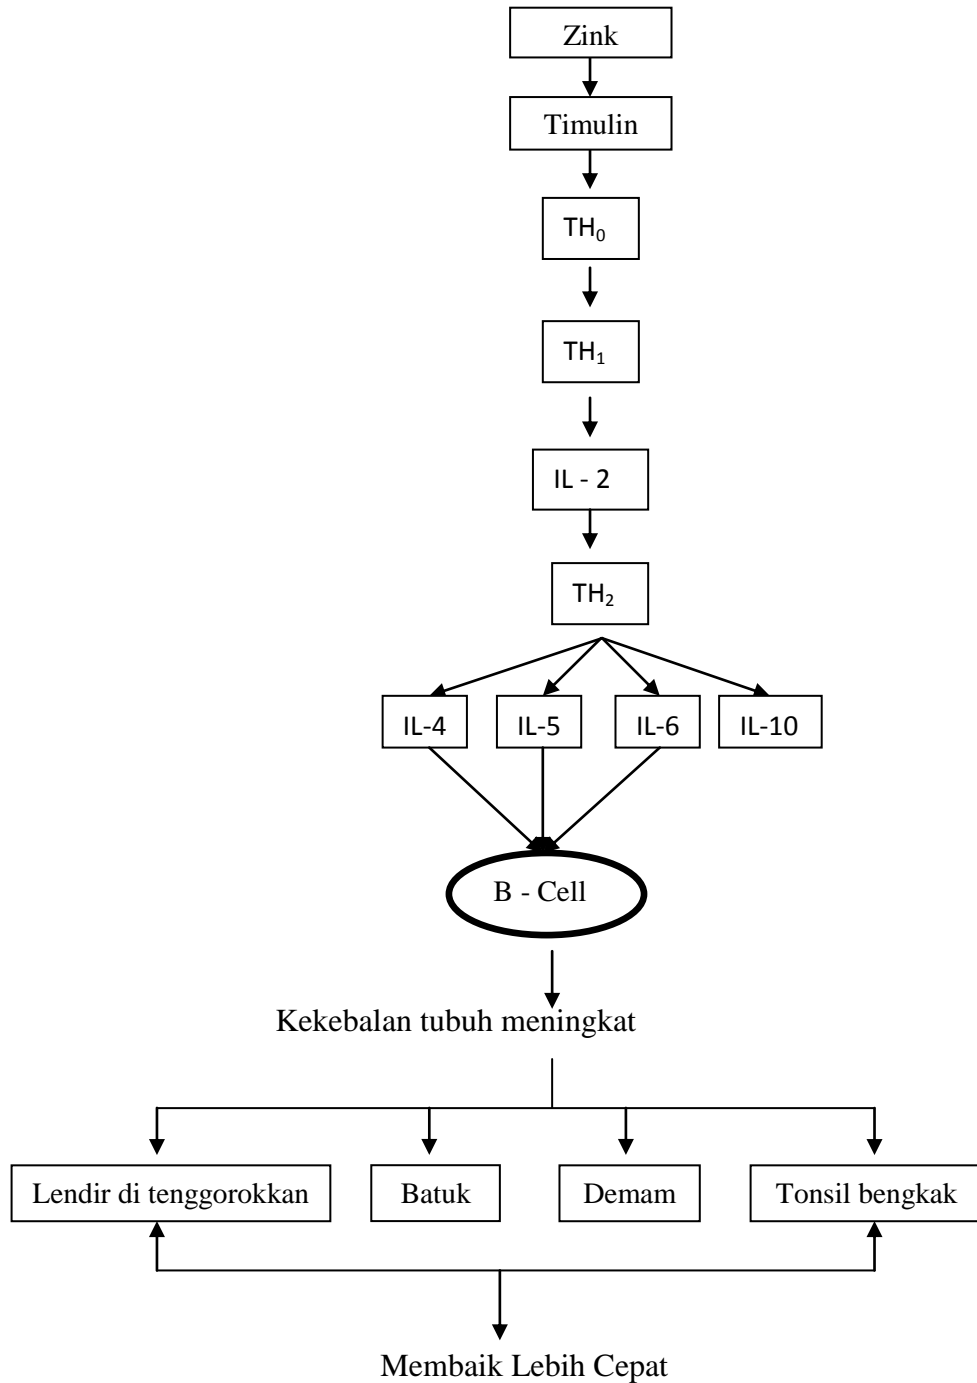 Zink
Timulin
TH₀
TH₁
IL - 2
TH₂
IL-4 IL-5 IL-6 IL-10
B - Cell
Kekebalan tubuh meningkat
Lendir di tenggorokkan Batuk Demam Tonsil bengkak
Membaik Lebih Cepat